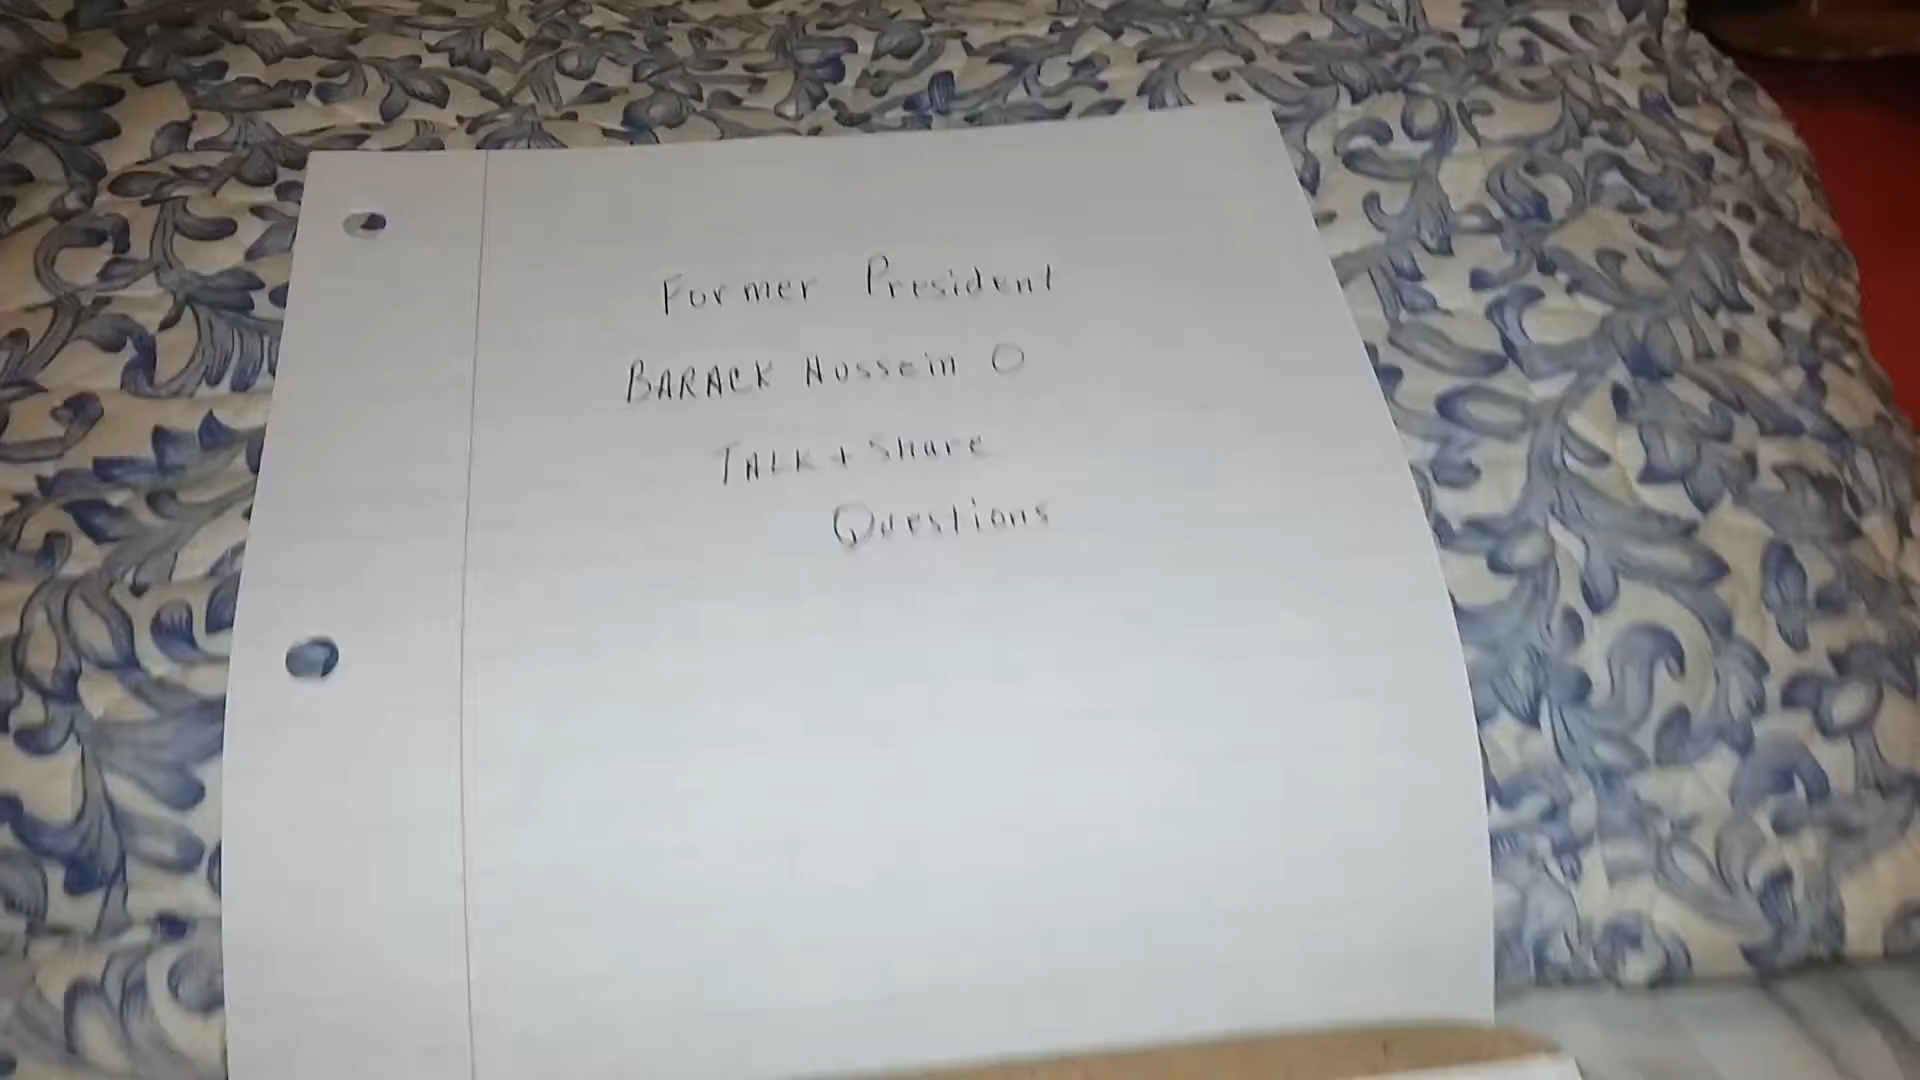 Former President
BARACK Hussein O
TALK + Share
Questions